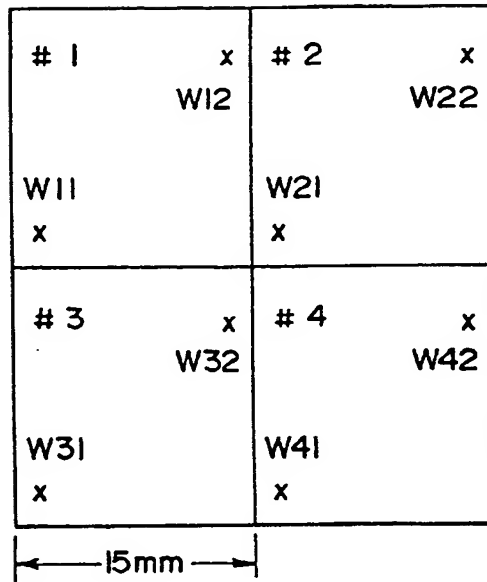 # 1 x # 2 x
W12 W22
W11 W21
x x
# 3 x # 4 x
W32 W42
W31 W41
x x
15mm